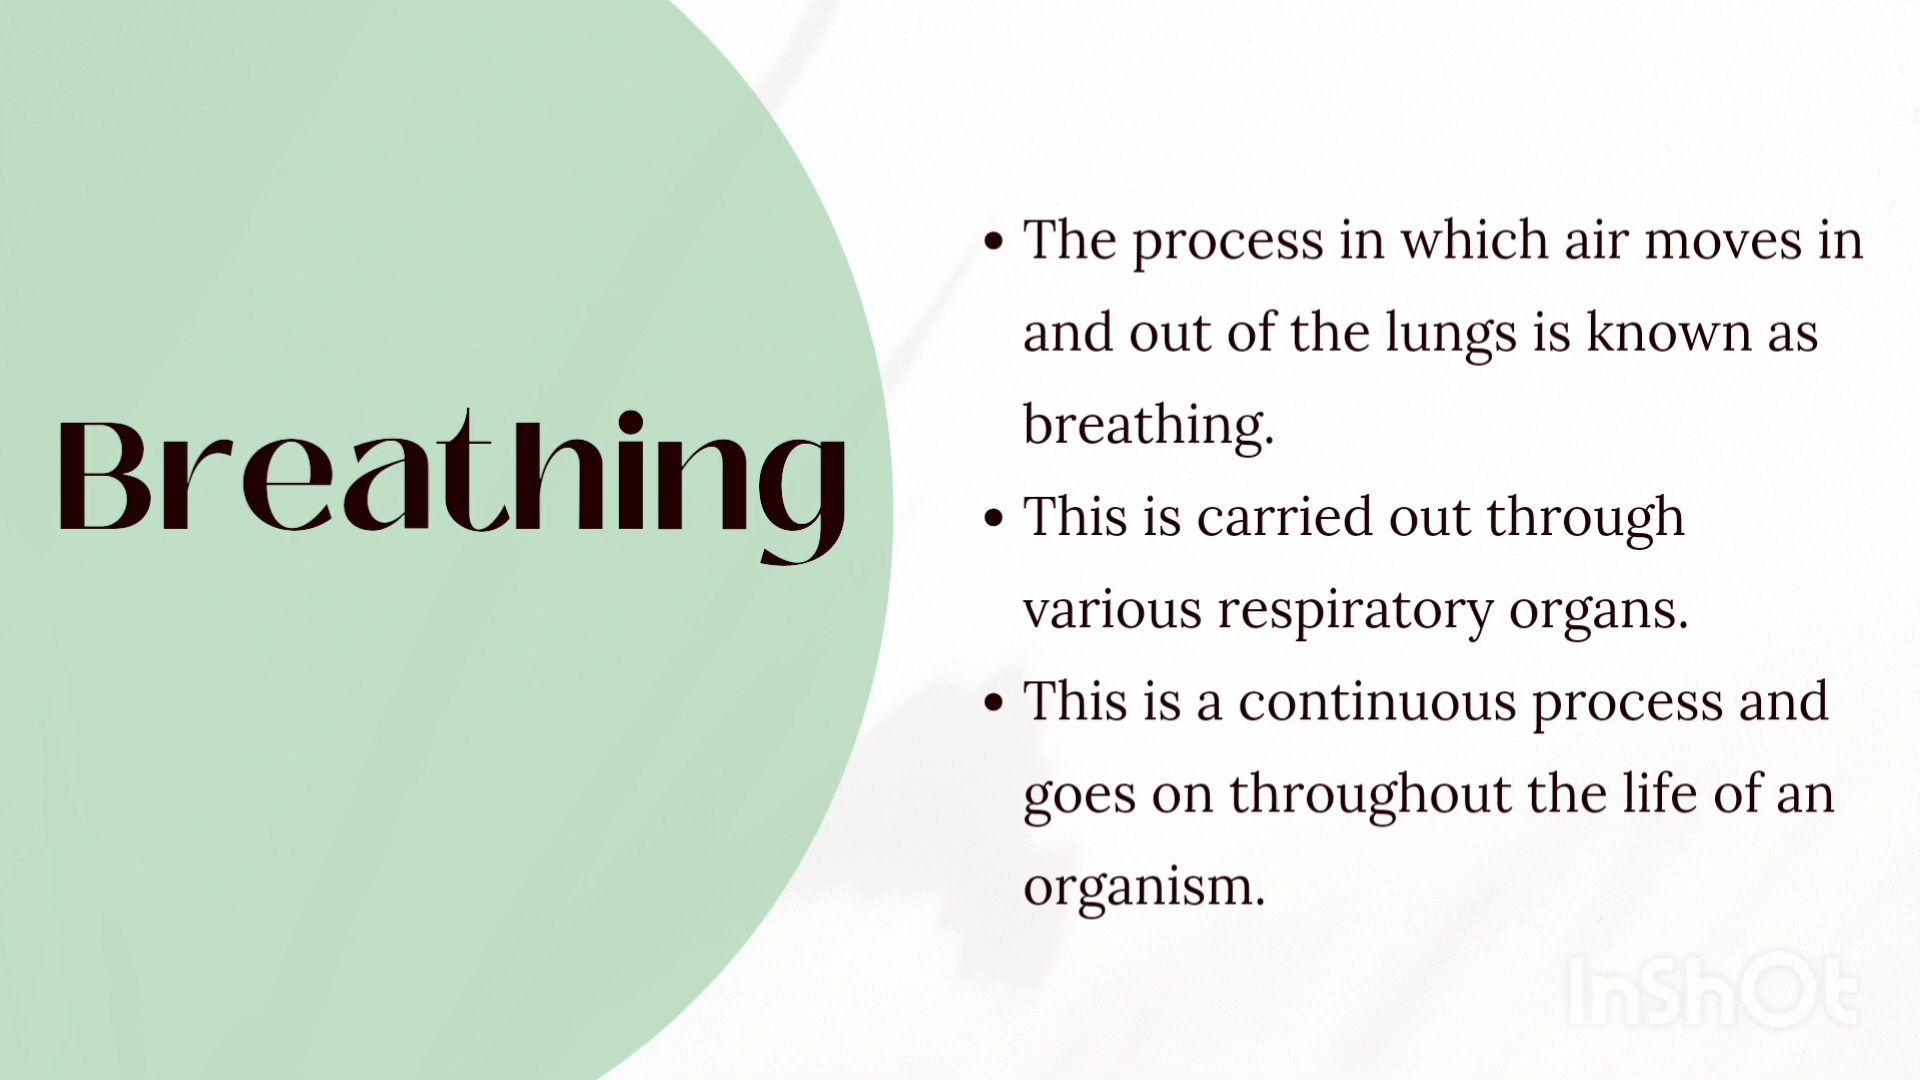 Breathing
• The process in which air moves in
and out of the lungs is known as
breathing.
• This is carried out through
various respiratory organs.
• This is a continuous process and
goes on throughout the life of an
organism.
InShOt